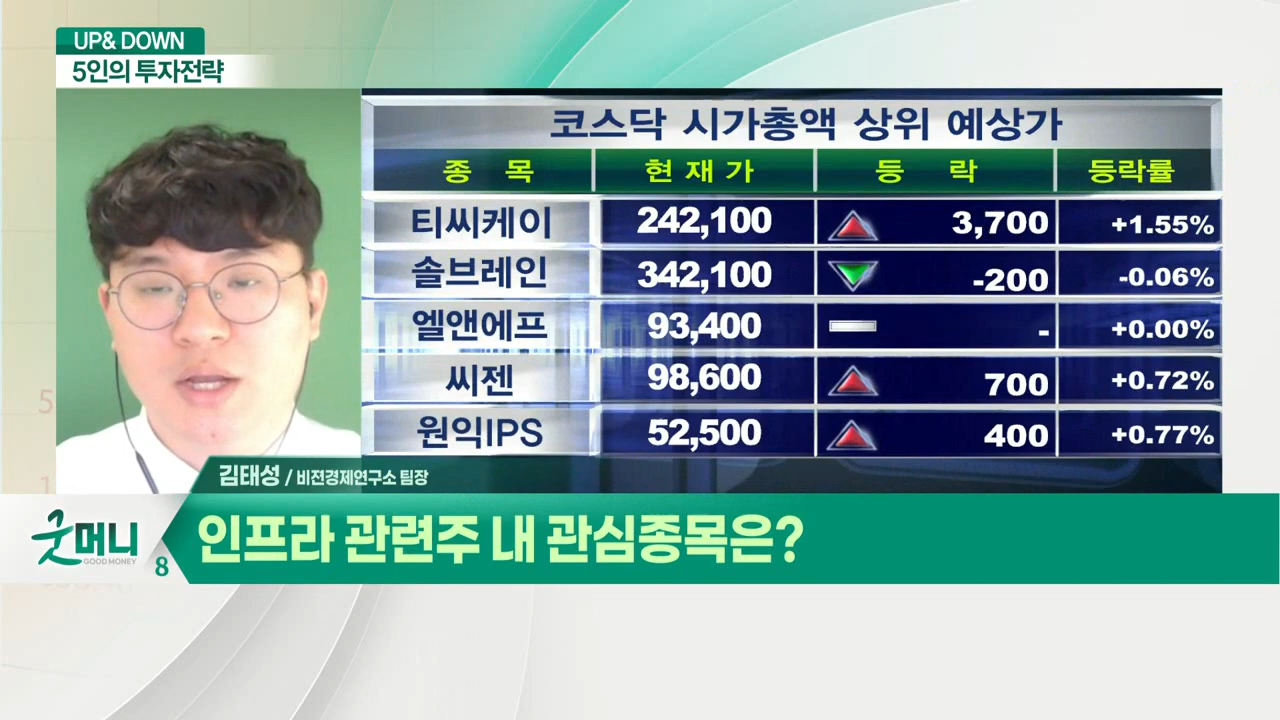 UP& DOWN
5인의 투자전략
코스닥 시가총액 상위 예상가
종 목 현 재 가 등 락 등락률
티씨케이 242,100 3,700 +1.55%
솔브레인 342,100 -200 -0.06%
엘앤에프 93,400 - +0.00%
씨젠 98,600 700 +0.72%
원익IPS 52,500 400 +0.77%
김태성 / 비전경제연구소 팀장
굿머니
GOOD MONEY
8
인프라 관련주 내 관심종목은?